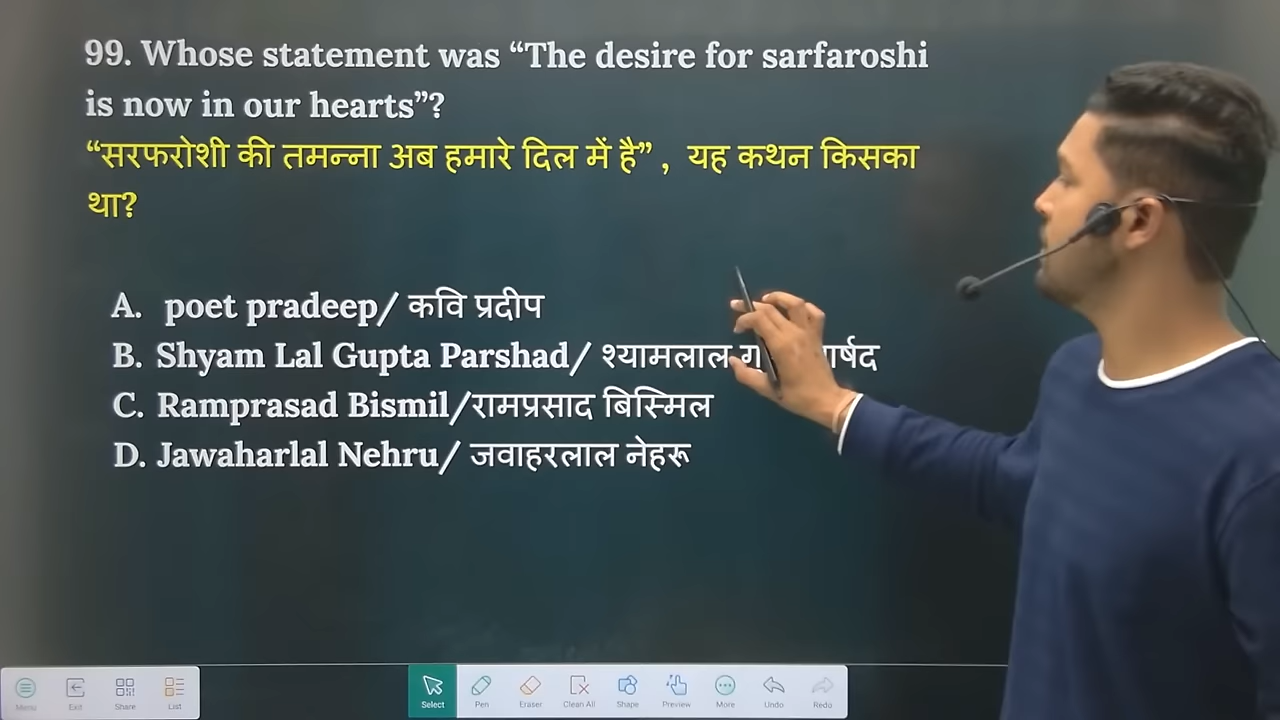 99. Whose statement was “The desire for sarfaroshi
is now in our hearts”?
“सरफरोशी की तमन्ना अब हमारे दिल में है” , यह कथन किसका
था?
A. poet pradeep/ कवि प्रदीप
B. Shyam Lal Gupta Parshad/ श्यामलाल
C. Ramprasad Bismil/रामप्रसाद बिस्मिल
D. Jawaharlal Nehru/ जवाहरलाल नेहरू
Menu Exit Share List Select Pen Eraser Clean All Shape Preview More Undo Redo